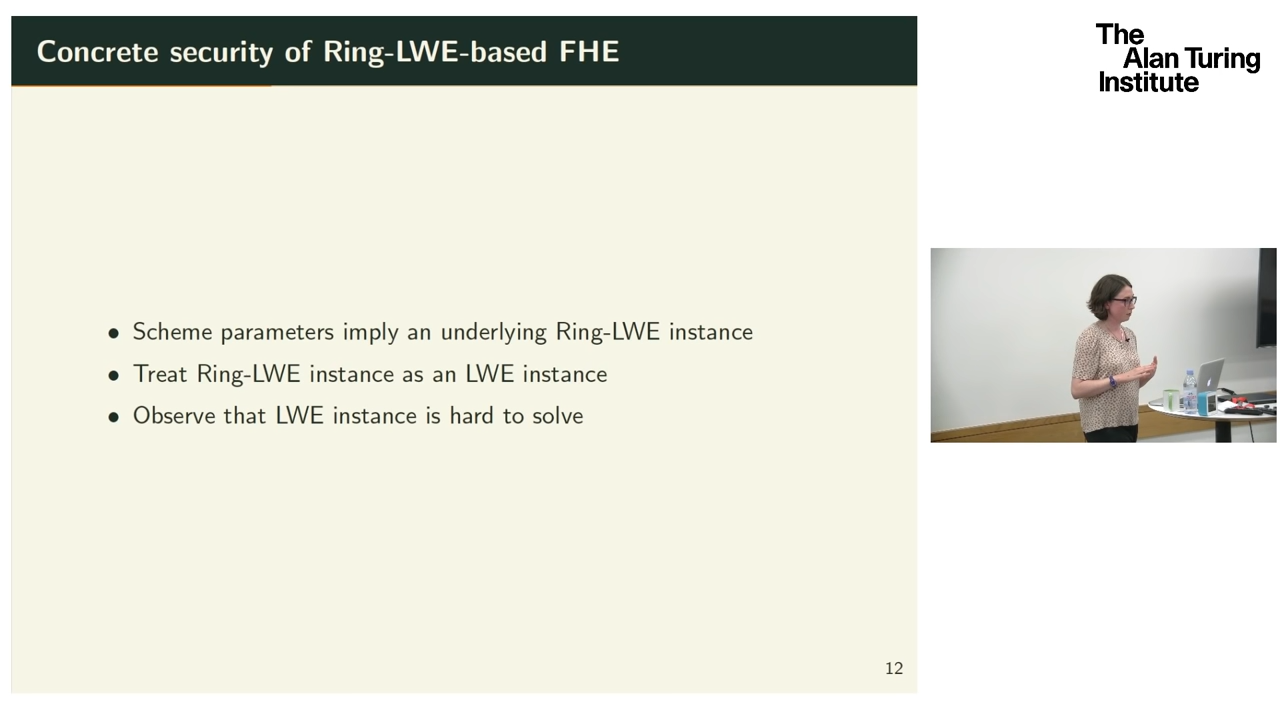 Concrete security of Ring-LWE-based FHE
The
Alan Turing
Institute
• Scheme parameters imply an underlying Ring-LWE instance
• Treat Ring-LWE instance as an LWE instance
• Observe that LWE instance is hard to solve
12